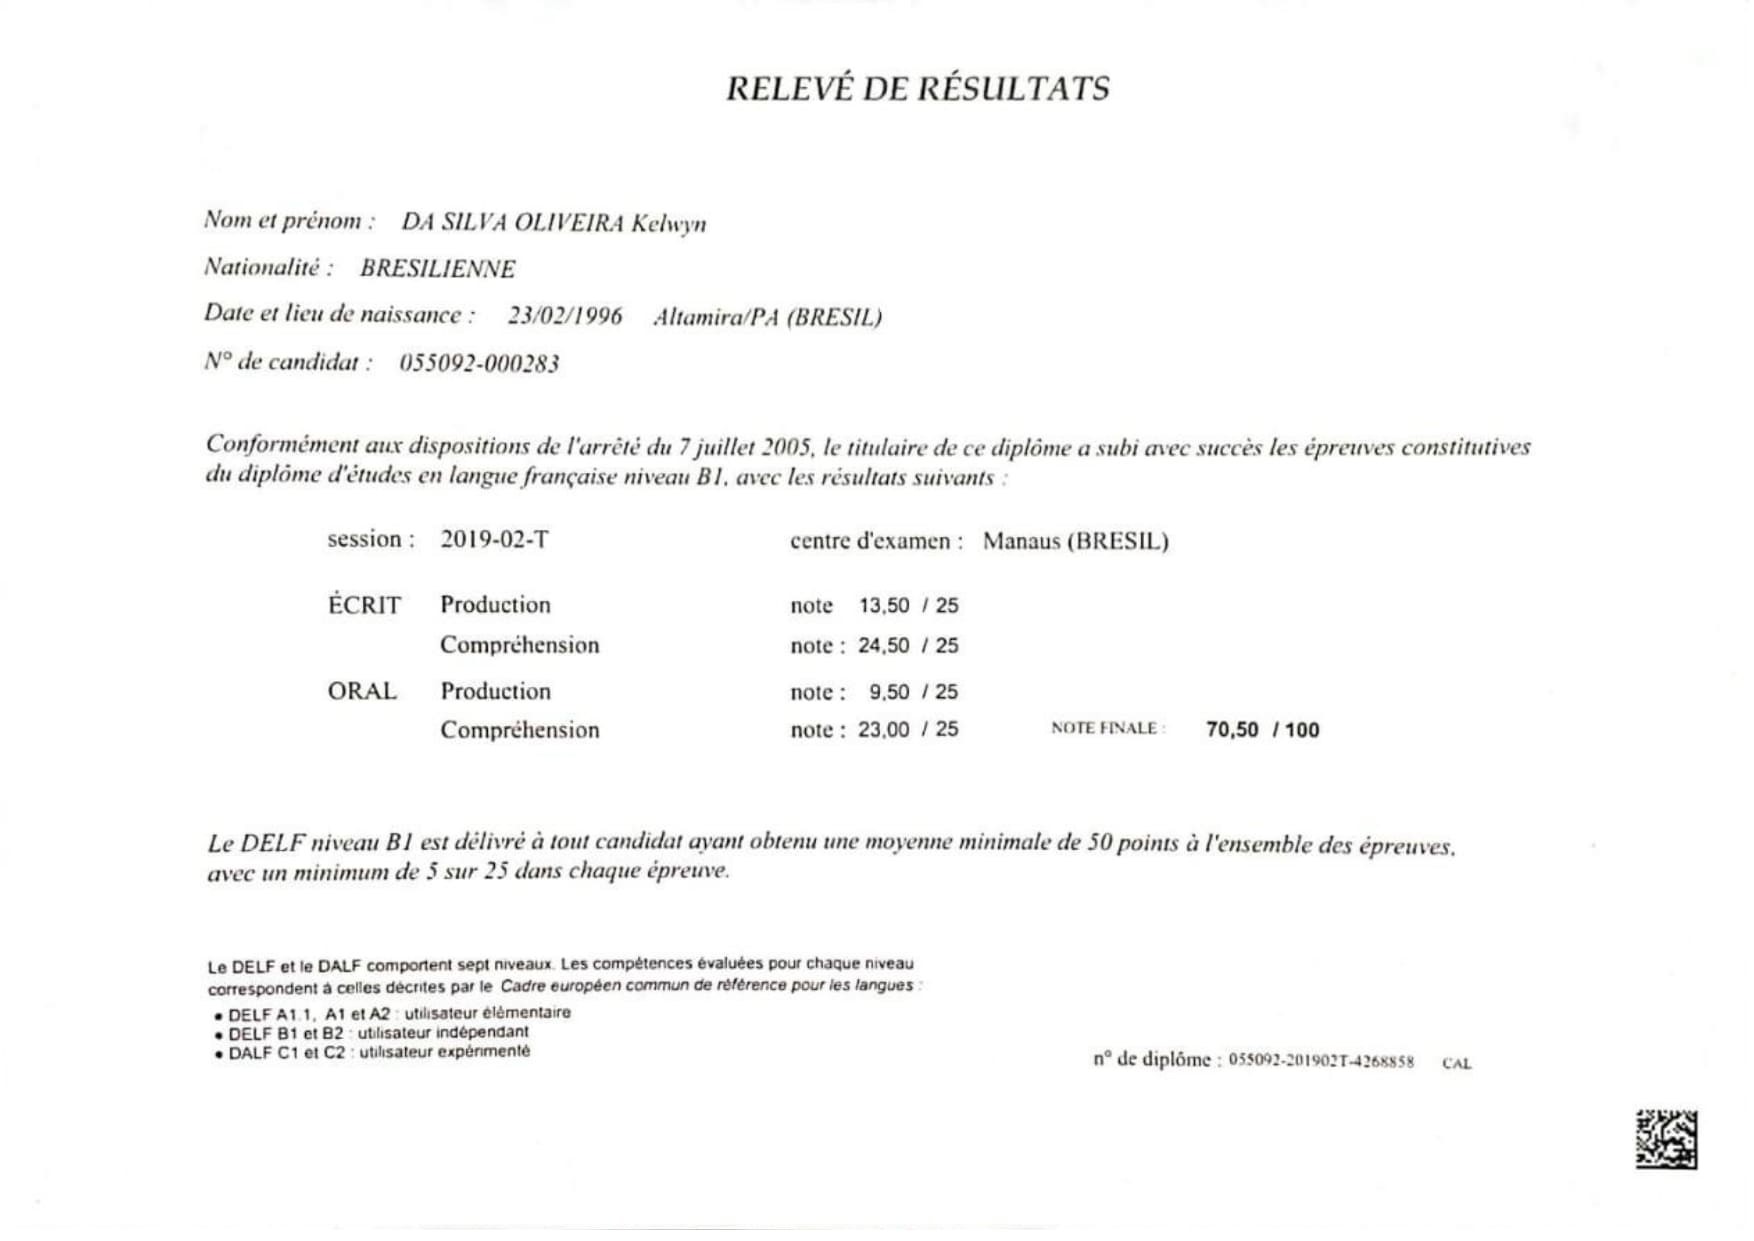 RELEVÉ DE RÉSULTATS
Nom et prénom : DA SILVA OLIVEIRA Kelwyn
Nationalité : BRESILIENNE
Date et lieu de naissance : 23/02/1996 Altamira/PA (BRESIL)
N° de candidat : 055092-000283
Conformément aux dispositions de l'arrêté du 7 juillet 2005, le titulaire de ce diplôme a subi avec succès les épreuves constitutives
du diplôme d'études en langue française niveau B1, avec les résultats suivants :
session : 2019-02-T centre d'examen : Manaus (BRESIL)
ÉCRIT Production note 13,50 / 25
Compréhension note : 24,50 / 25
ORAL Production note : 9,50 / 25
Compréhension note : 23,00 / 25 NOTE FINALE : 70,50 / 100
Le DELF niveau B1 est délivré à tout candidat ayant obtenu une moyenne minimale de 50 points à l'ensemble des épreuves,
avec un minimum de 5 sur 25 dans chaque épreuve.
Le DELF et le DALF comportent sept niveaux. Les compétences évaluées pour chaque niveau
correspondent à celles décrites par le Cadre européen commun de référence pour les langues :
• DELF A1.1, A1 et A2 : utilisateur élémentaire
• DELF B1 et B2 : utilisateur indépendant
• DALF C1 et C2 : utilisateur expérimenté
n° de diplôme : 055092-201902T-4268858 CAL